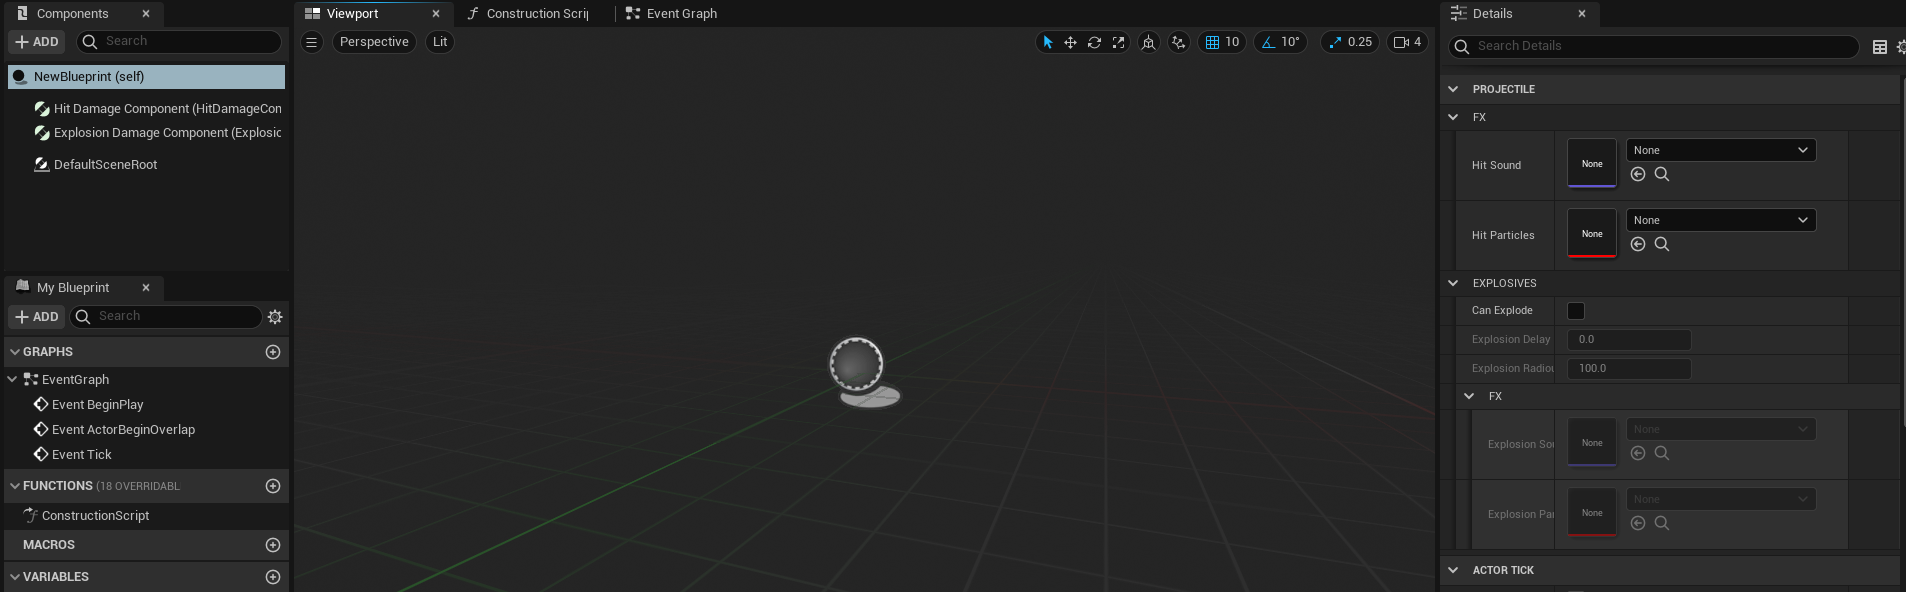 Components
ADD
Search
NewBlueprint (self)
Hit Damage Component (HitDamageCon
Explosion Damage Component (Explosic
DefaultSceneRoot
My Blueprint
ADD
Search
GRAPHS
EventGraph
Event BeginPlay
Event ActorBeginOverlap
Event Tick
FUNCTIONS (18 OVERRIDABL
ConstructionScript
MACROS
VARIABLES
Viewport
Construction Scrip
Event Graph
Perspective
Lit
10
10°
0.25
4
Details
Search Details
PROJECTILE
FX
Hit Sound
None
None
Hit Particles
None
None
EXPLOSIVES
Can Explode
Explosion Delay
0.0
Explosion Radiu
100.0
FX
Explosion Sou
None
None
Explosion Par
None
None
ACTOR TICK